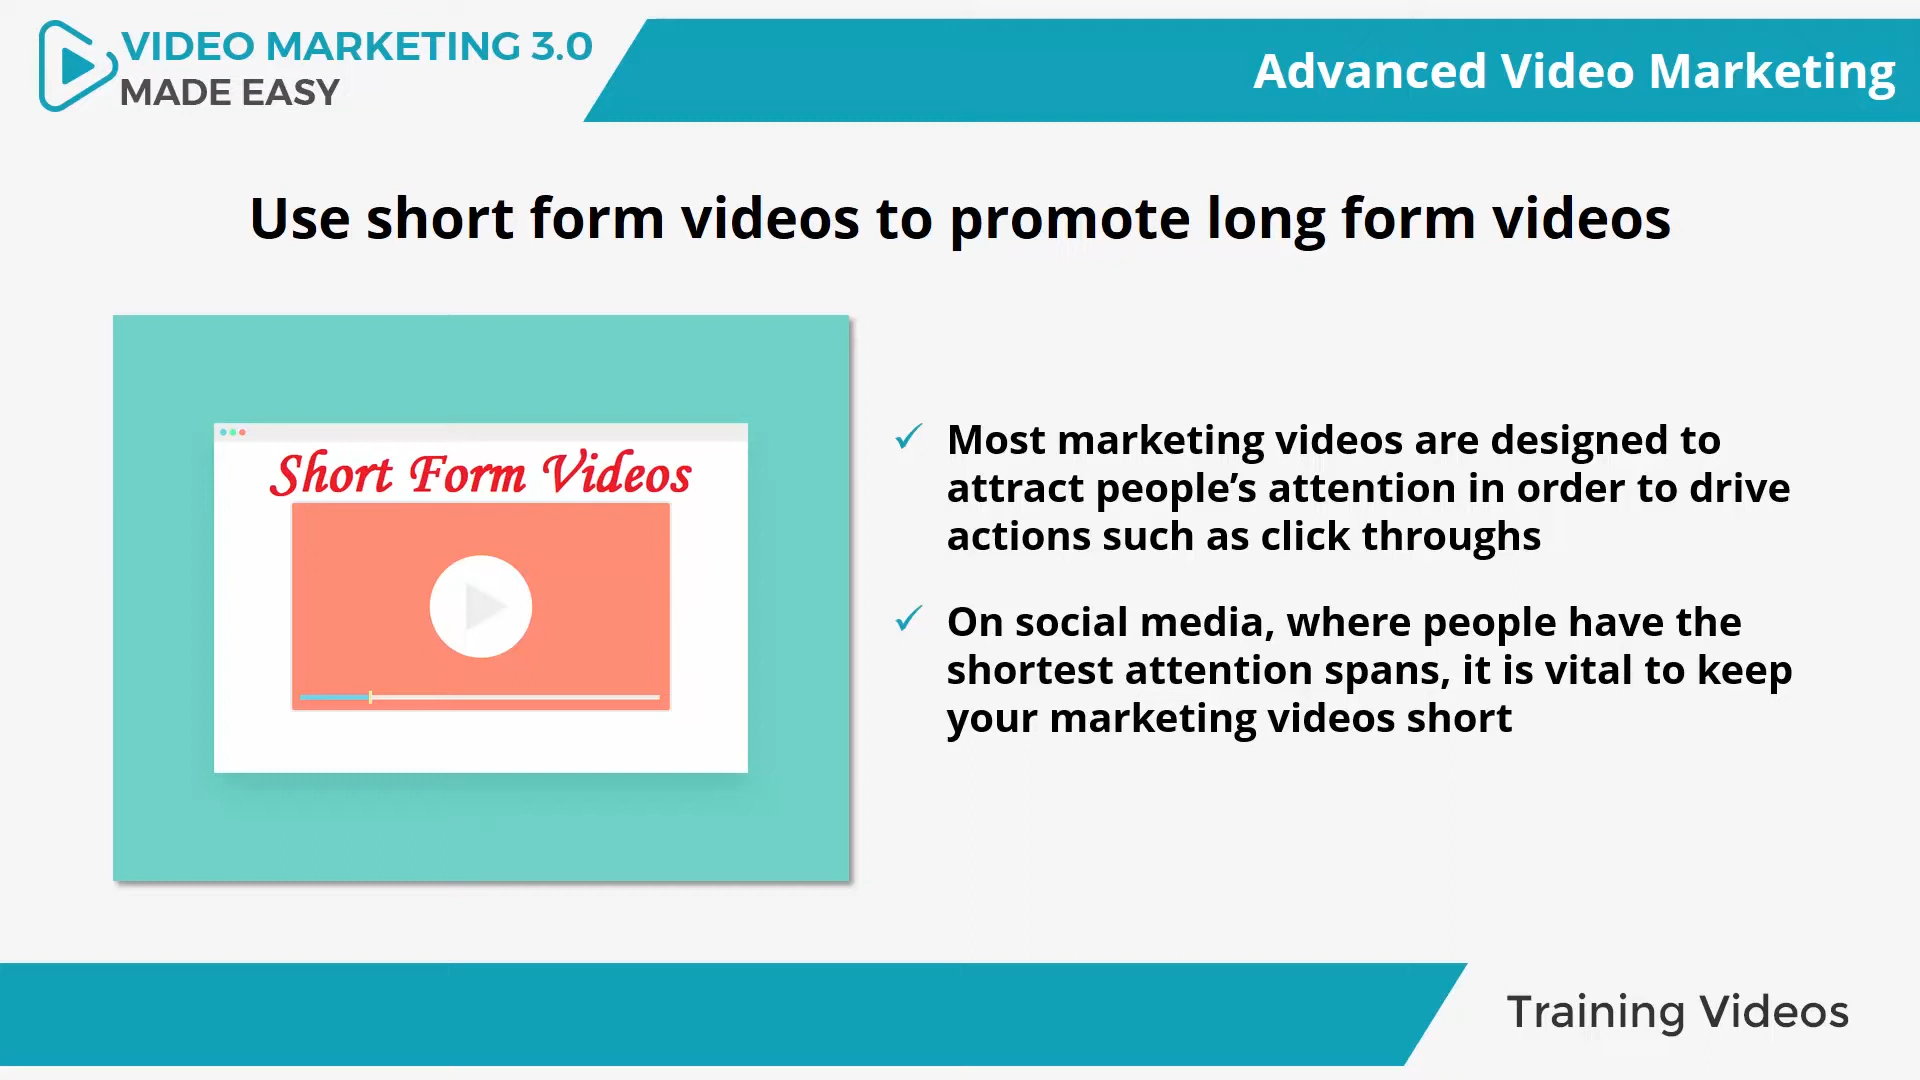 VIDEO MARKETING 3.0
MADE EASY
Advanced Video Marketing
Use short form videos to promote long form videos
Short Form Videos
Most marketing videos are designed to
attract people’s attention in order to drive
actions such as click throughs
On social media, where people have the
shortest attention spans, it is vital to keep
your marketing videos short
Training Videos